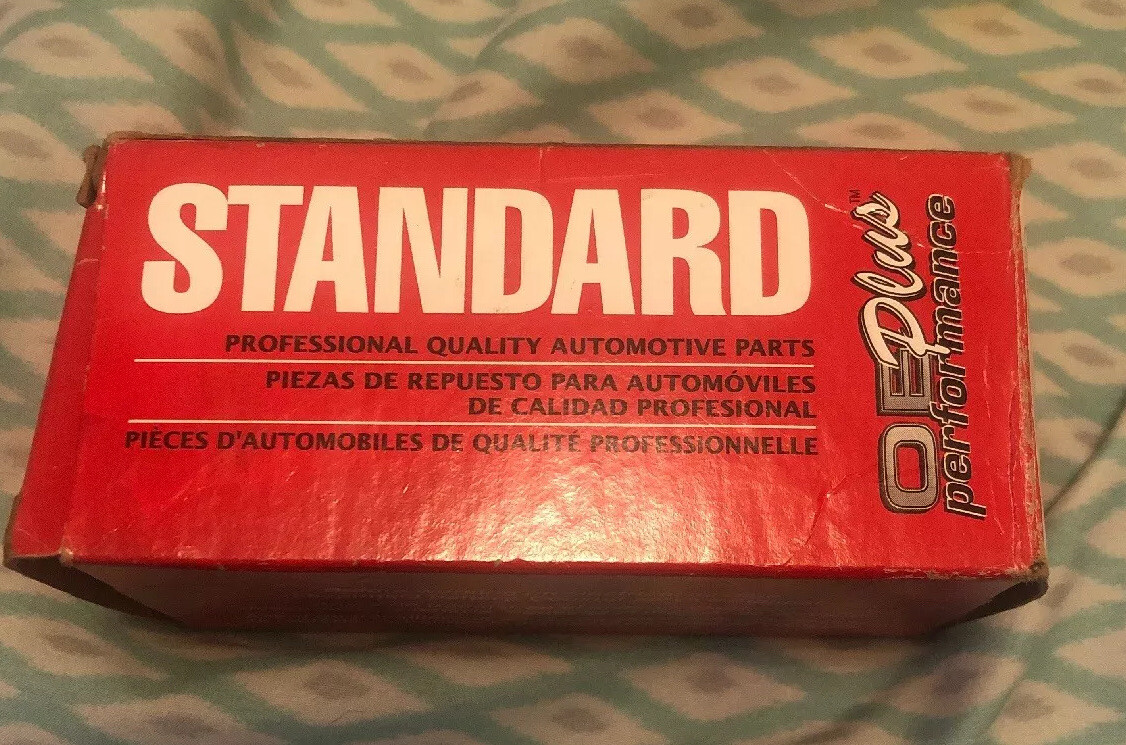 STANDARD
PROFESSIONAL QUALITY AUTOMOTIVE PARTS
PIEZAS DE REPUESTO PARA AUTOMÓVILES
DE CALIDAD PROFESIONAL
PIÈCES D'AUTOMOBILES DE QUALITÉ PROFESSIONNELLE
OE Plus™
performance